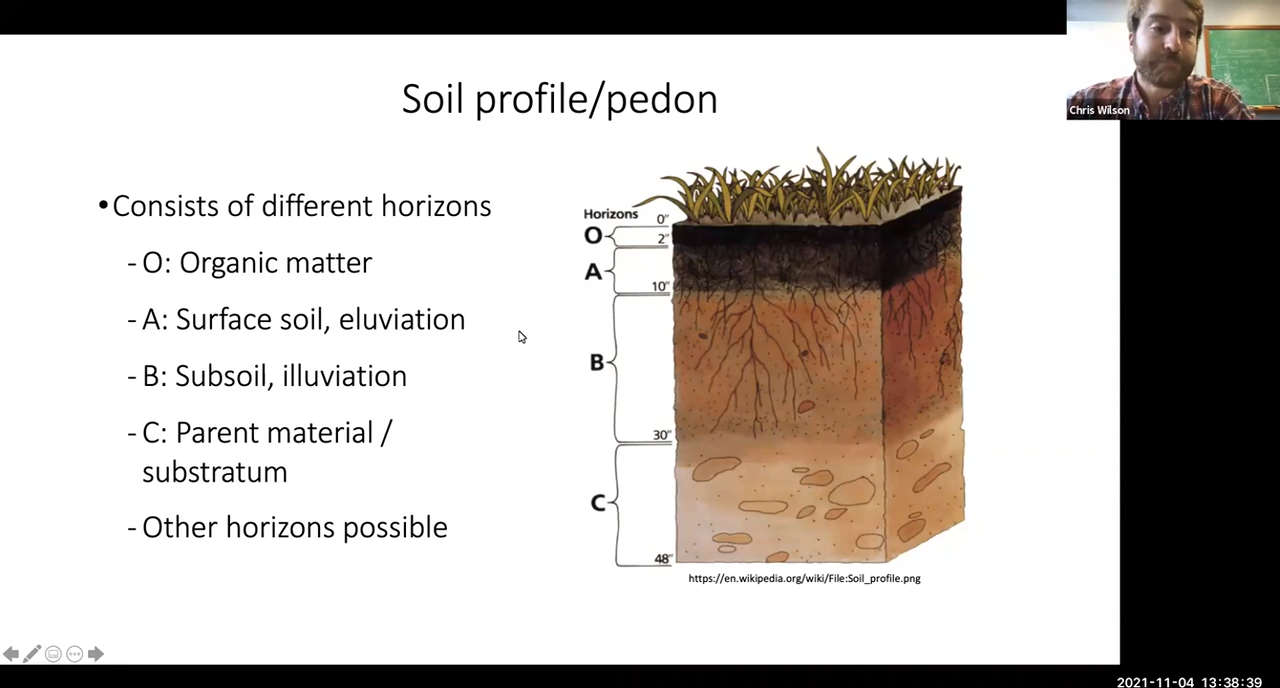 Chris Wilson
Soil profile/pedon
•Consists of different horizons
- O: Organic matter
- A: Surface soil, eluviation
- B: Subsoil, illuviation
- C: Parent material /
substratum
- Other horizons possible
Horizons
0"
O
2"
A
10"
B
30"
C
48"
https://en.wikipedia.org/wiki/File:Soil_profile.png
2021-11-04 13:38:39